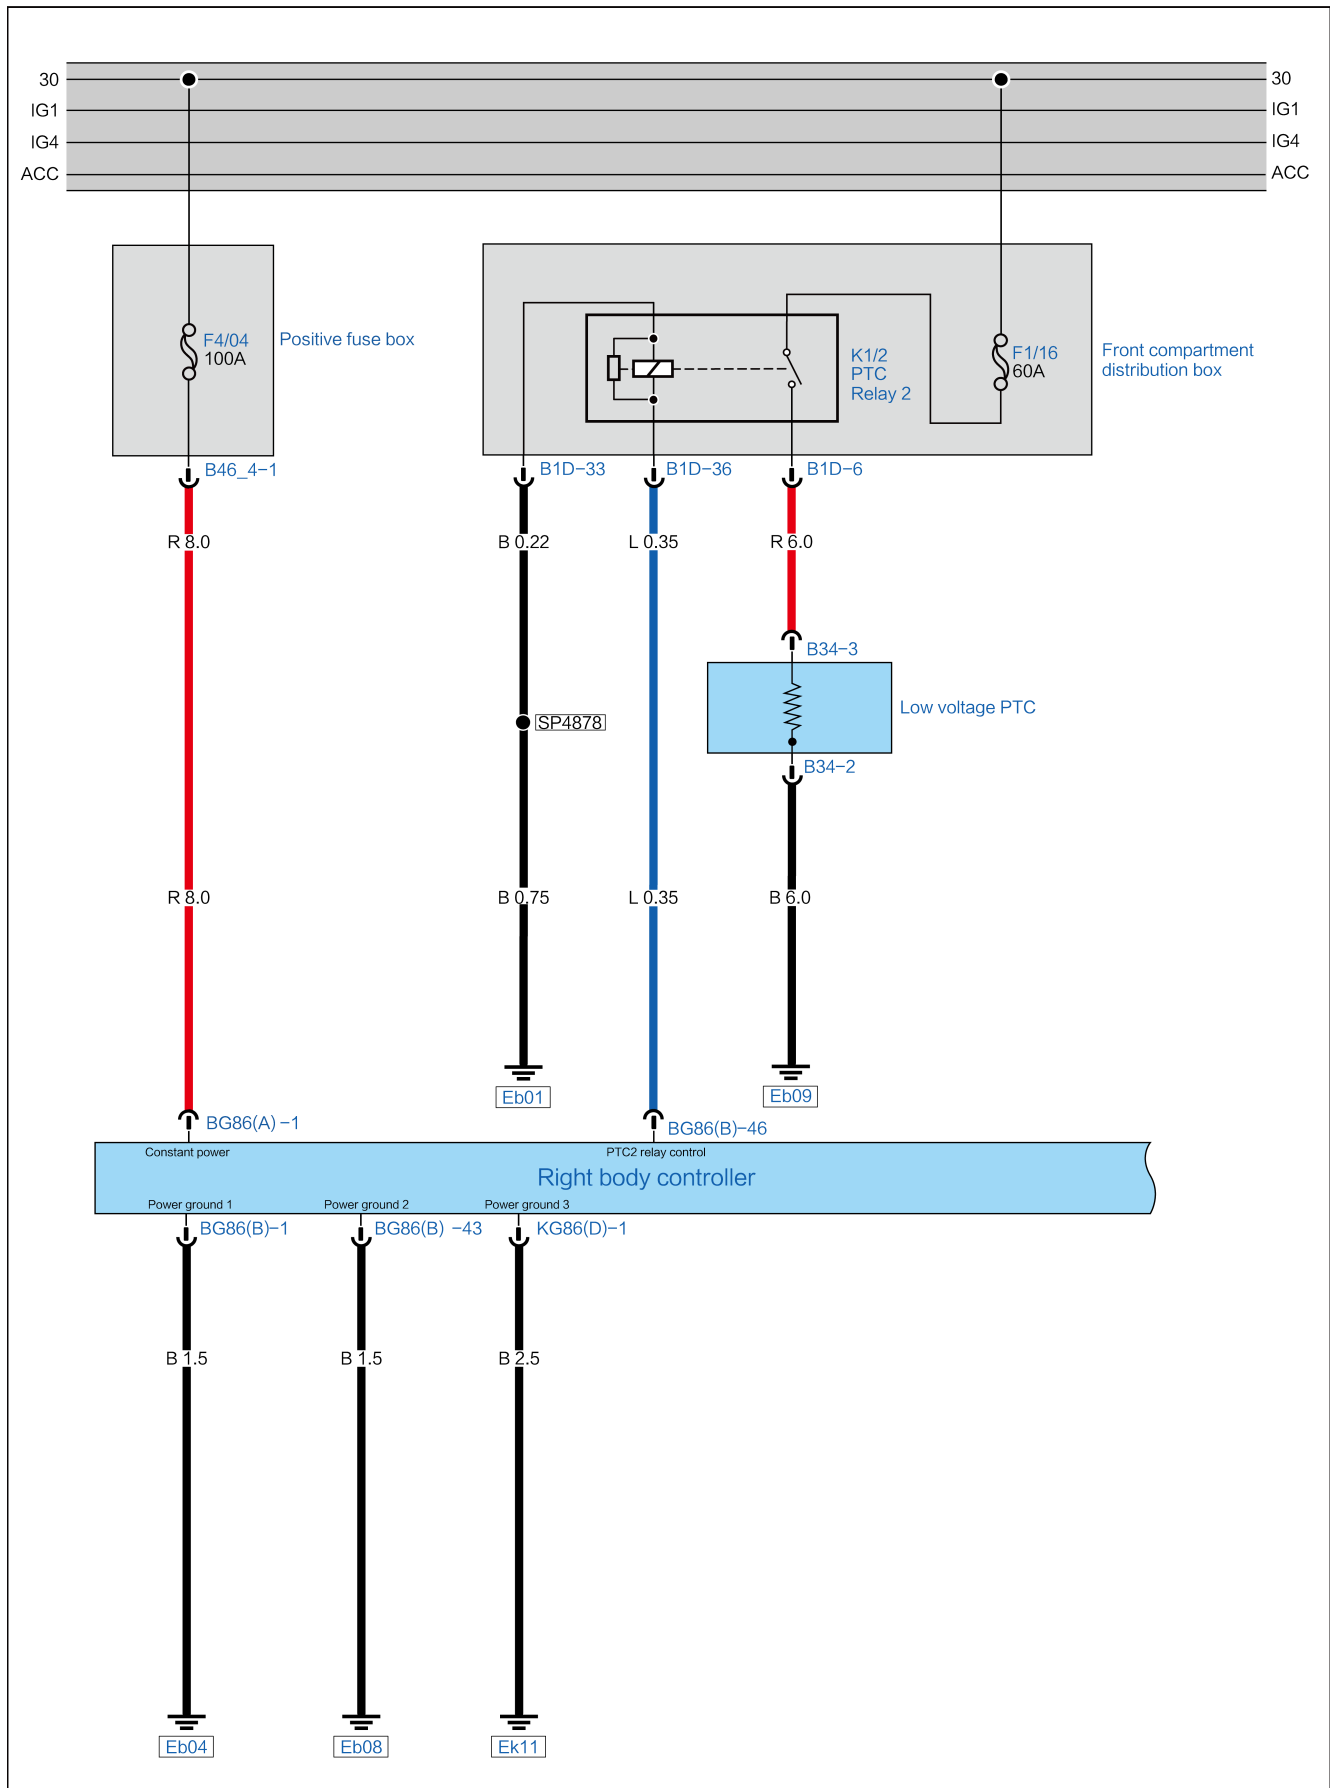 30
30
IG1
IG1
IG4
IG4
ACC
ACC
F4/04
100A
Positive fuse box
K1/2
PTC
Relay 2
F1/16
60A
Front compartment
distribution box
B46_4-1
B1D-33
B1D-36
B1D-6
R 8.0
B 0.22
L 0.35
R 6.0
B34-3
Low voltage PTC
SP4878
B34-2
R 8.0
B 0.75
L 0.35
B 6.0
Eb01
Eb09
BG86(A) -1
BG86(B)-46
Constant power
PTC2 relay control
Right body controller
Power ground 1
Power ground 2
Power ground 3
BG86(B)-1
BG86(B) -43
KG86(D)-1
B 1.5
B 1.5
B 2.5
Eb04
Eb08
Ek11